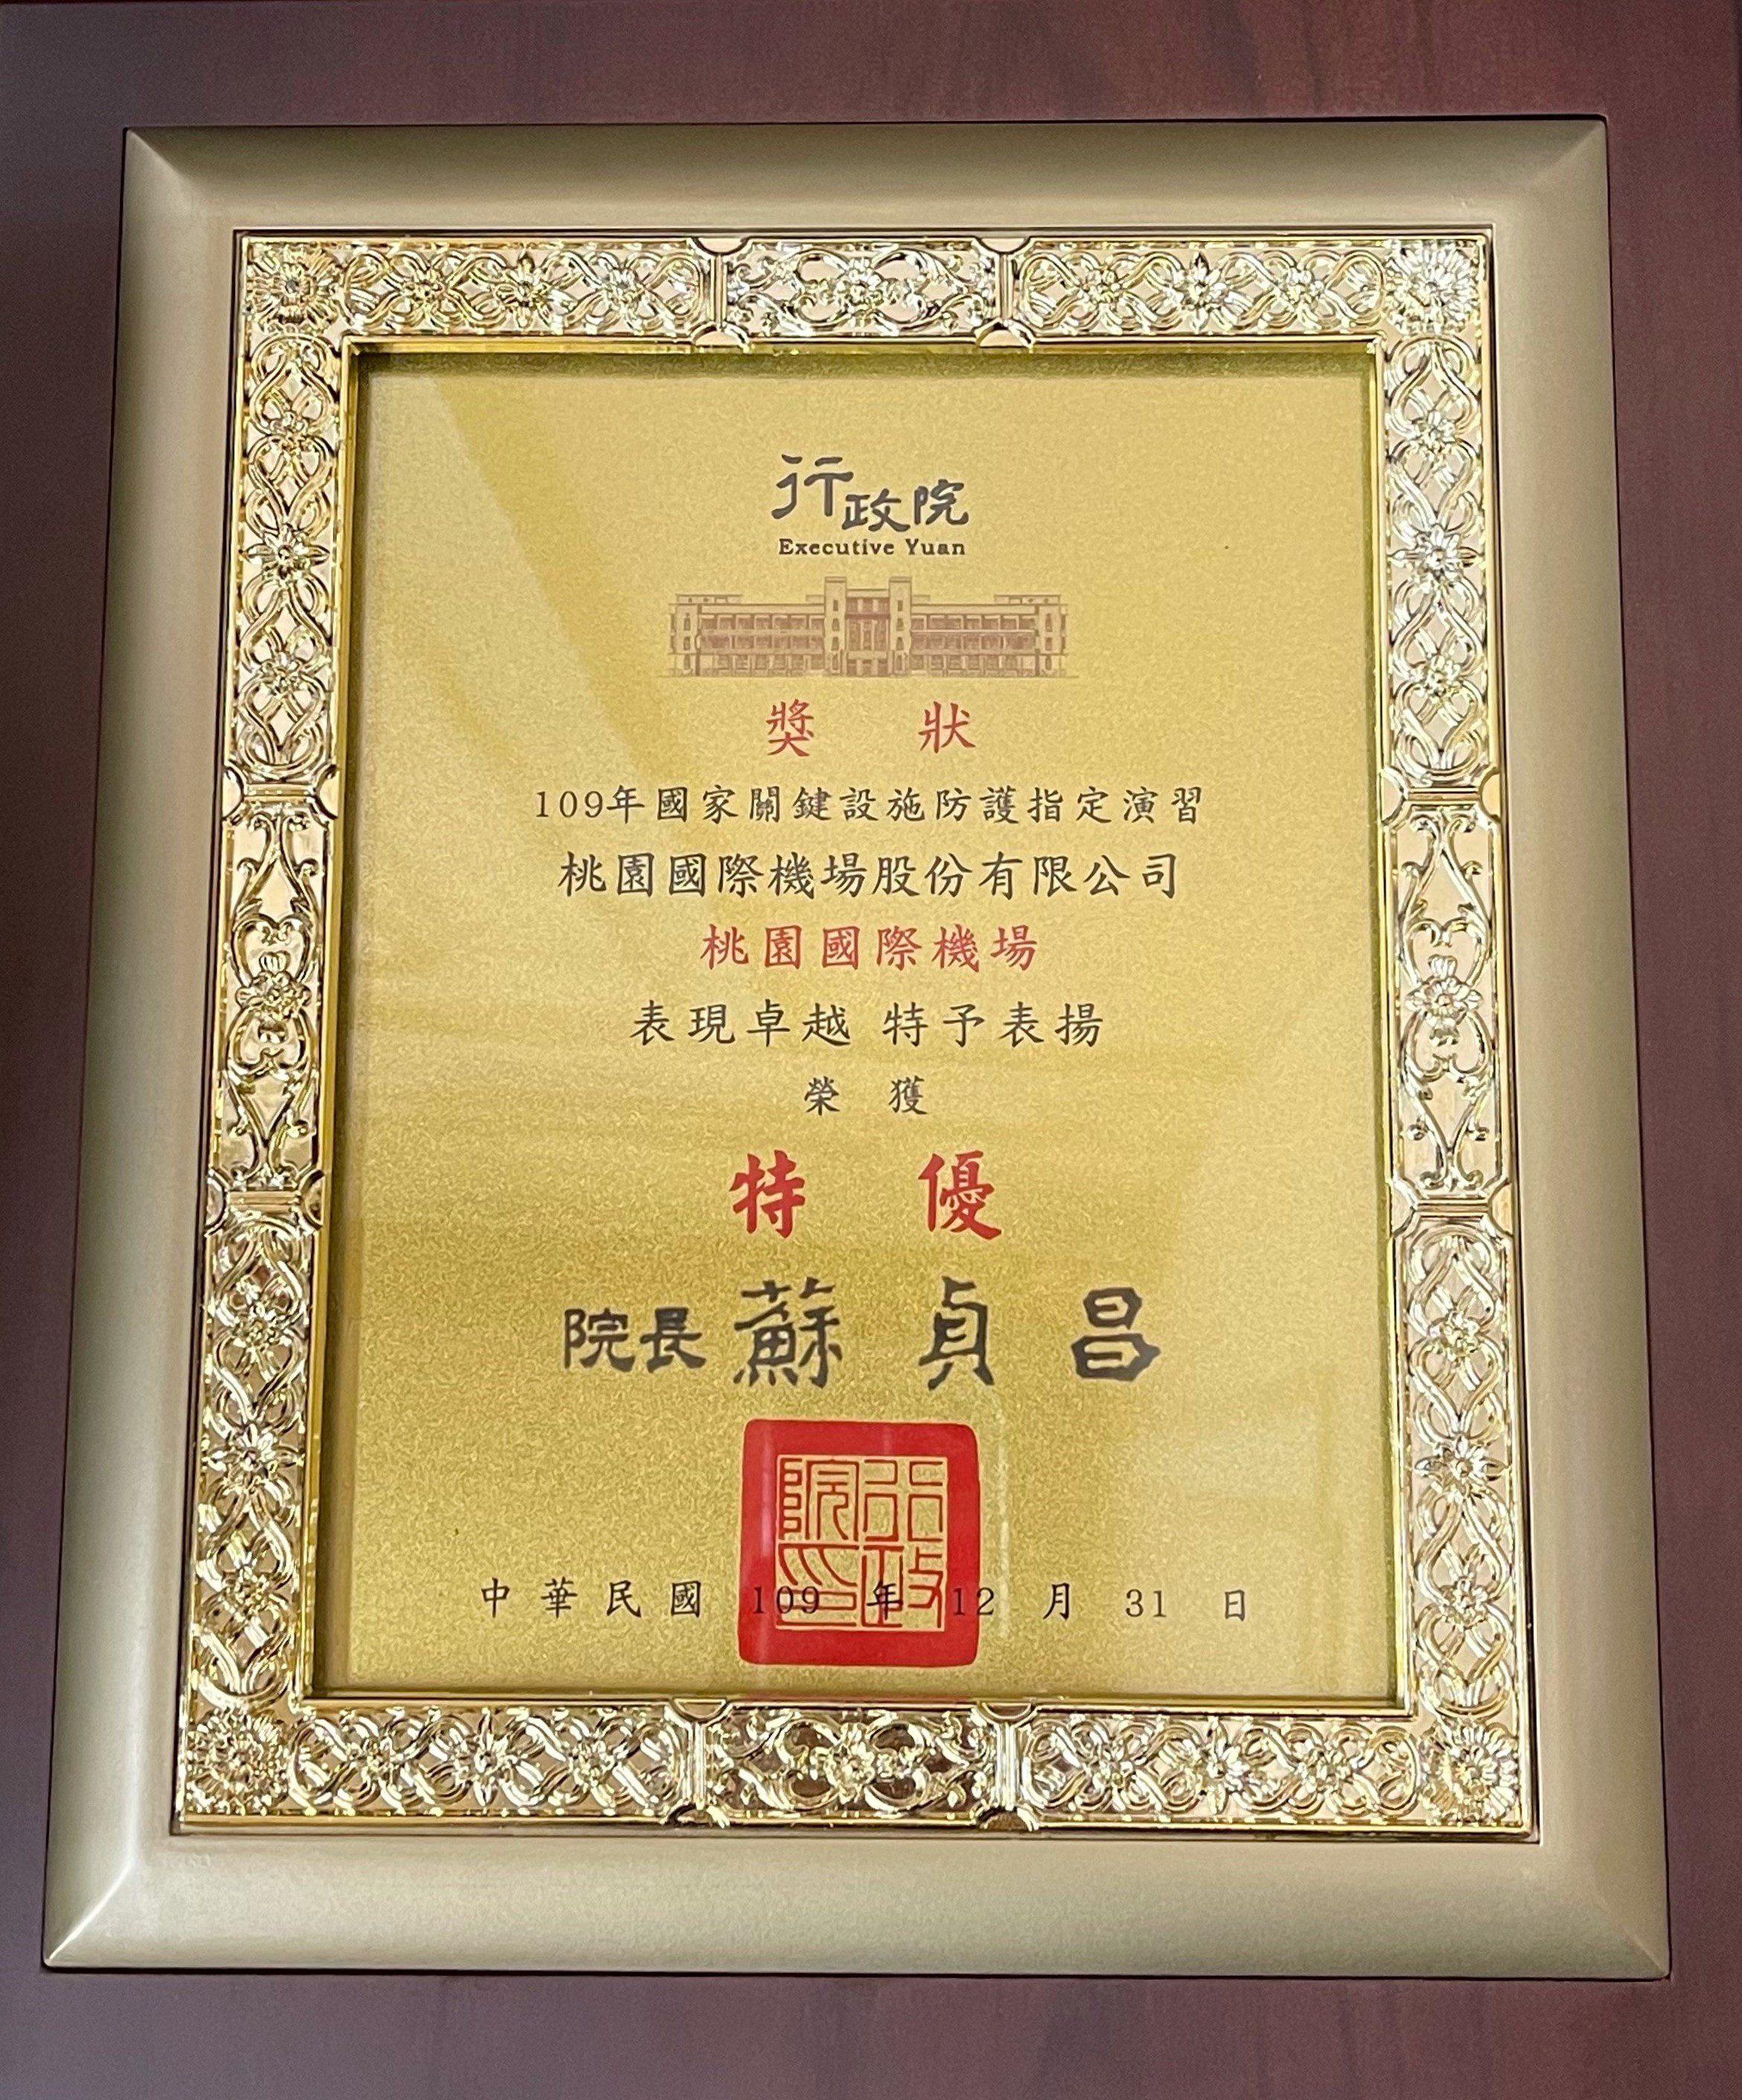 行政院
Executive Yuan
獎 狀
109年國家關鍵設施防護指定演習
桃園國際機場股份有限公司
桃園國際機場
表現卓越 特予表揚
榮 獲
特 優
院長 蘇貞昌
行政院印
中華民國 109 年 12 月 31 日